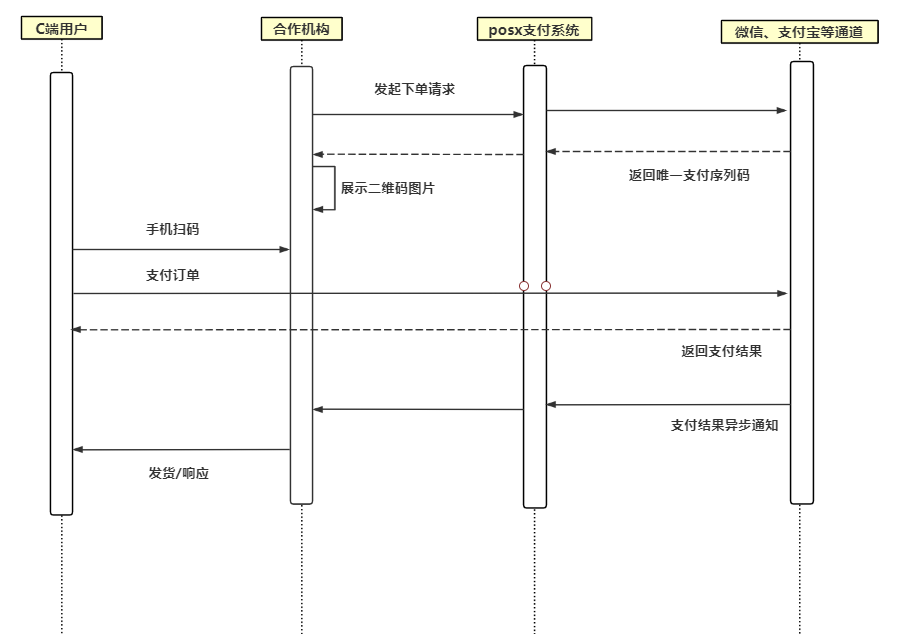 C端用户
合作机构
posx支付系统
微信、支付宝等通道
发起下单请求
返回唯一支付序列码
展示二维码图片
手机扫码
支付订单
返回支付结果
支付结果异步通知
发货/响应